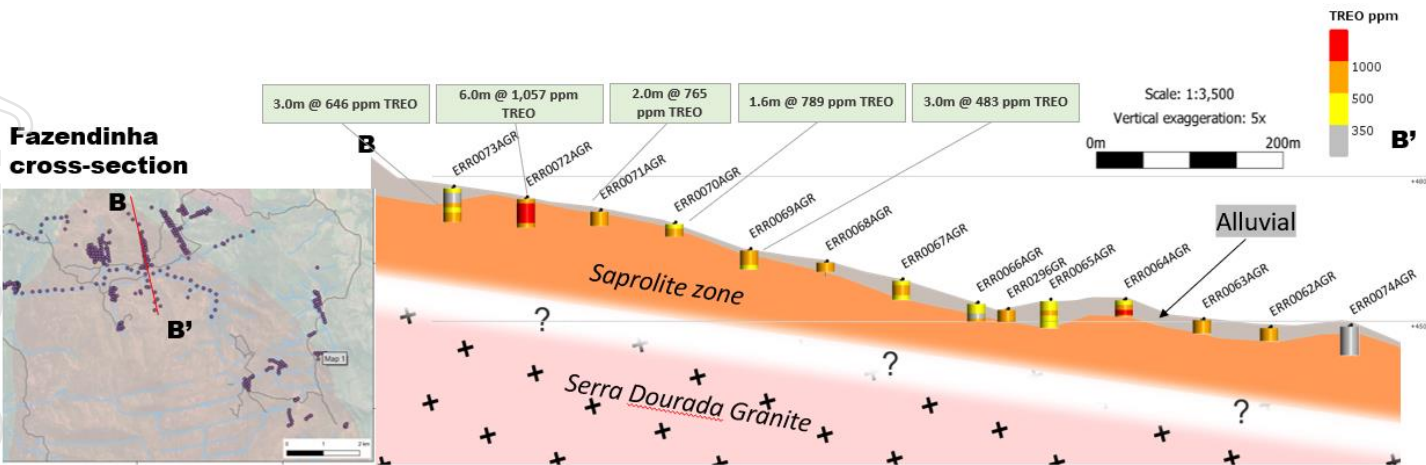 Fazendinha
cross-section
B
B'
Map 1
0 1 2 km
3.0m @ 646 ppm TREO
6.0m @ 1,057 ppm
TREO
2.0m @ 765
ppm TREO
1.6m @ 789 ppm TREO
3.0m @ 483 ppm TREO
Scale: 1:3,500
Vertical exaggeration: 5x
0m 200m
TREO ppm
1000
500
350
B
B'
ERR0073AGR
ERR0072AGR
ERR0071AGR
ERR0070AGR
ERR0069AGR
ERR0068AGR
ERR0067AGR
ERR0066AGR
ERR0296GR
ERR0065AGR
ERR0064AGR
ERR0063AGR
ERR0062AGR
ERR0074AGR
+480
+450
Alluvial
Saprolite zone
?
?
?
Serra Dourada Granite